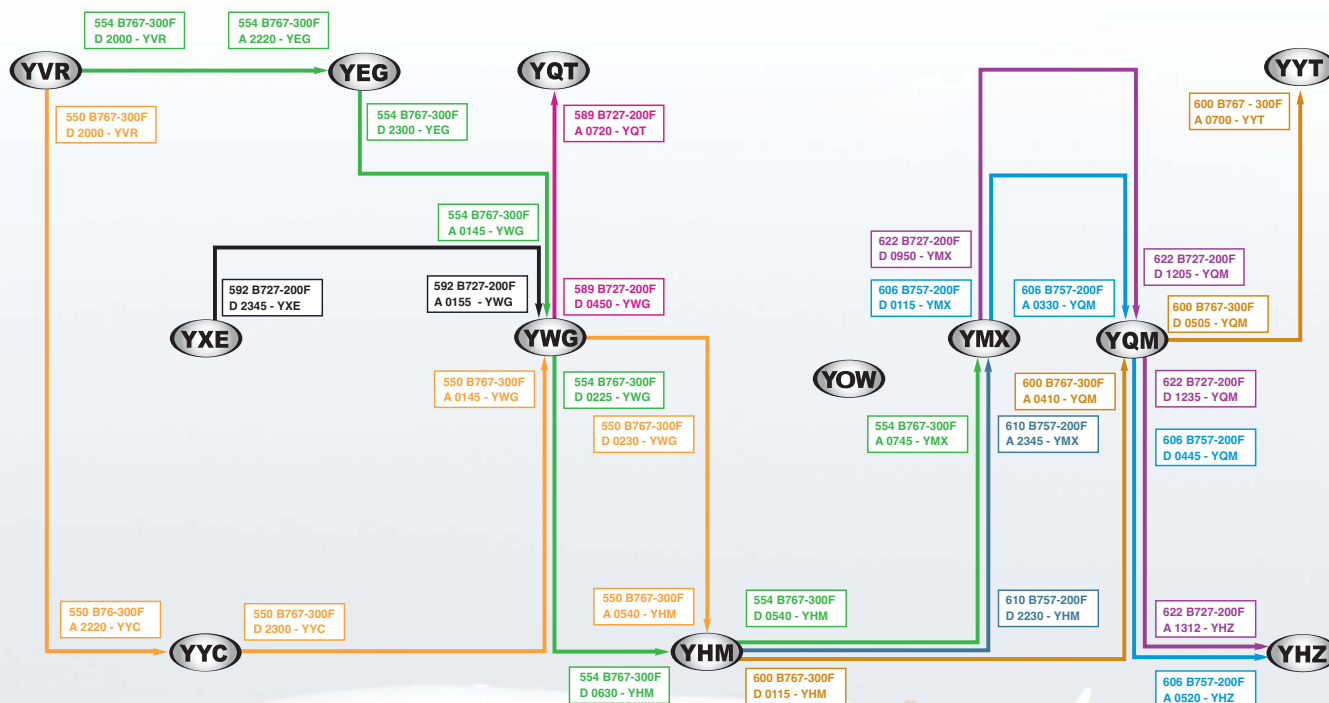 554 B767-300F
D 2000 - YVR
554 B767-300F
A 2220 - YEG
YVR
YEG
YQT
YYT
550 B767-300F
D 2000 - YVR
554 B767-300F
D 2300 - YEG
589 B727-200F
A 0720 - YQT
600 B767 - 300F
A 0700 - YYT
554 B767-300F
A 0145 - YWG
622 B727-200F
D 0950 - YMX
622 B727-200F
D 1205 - YQM
592 B727-200F
D 2345 - YXE
592 B727-200F
A 0155 - YWG
589 B727-200F
D 0450 - YWG
606 B757-200F
D 0115 - YMX
606 B757-200F
A 0330 - YQM
600 B767-300F
D 0505 - YQM
YXE
YWG
YMX
YQM
YOW
550 B767-300F
A 0145 - YWG
554 B767-300F
D 0225 - YWG
600 B767-300F
A 0410 - YQM
622 B727-200F
D 1235 - YQM
550 B767-300F
D 0230 - YWG
554 B767-300F
A 0745 - YMX
610 B757-200F
A 2345 - YMX
606 B757-200F
D 0445 - YQM
550 B76-300F
A 2220 - YYC
550 B767-300F
D 2300 - YYC
550 B767-300F
A 0540 - YHM
554 B767-300F
D 0540 - YHM
610 B757-200F
D 2230 - YHM
622 B727-200F
A 1312 - YHZ
YYC
YHM
YHZ
554 B767-300F
D 0630 - YHM
600 B767-300F
D 0115 - YHM
606 B757-200F
A 0520 - YHZ